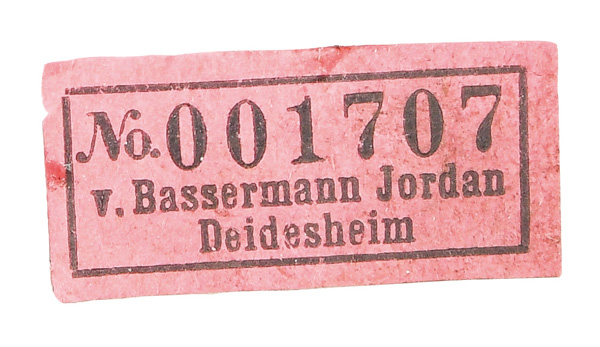 No. 001707
v. Bassermann Jordan
Deidesheim